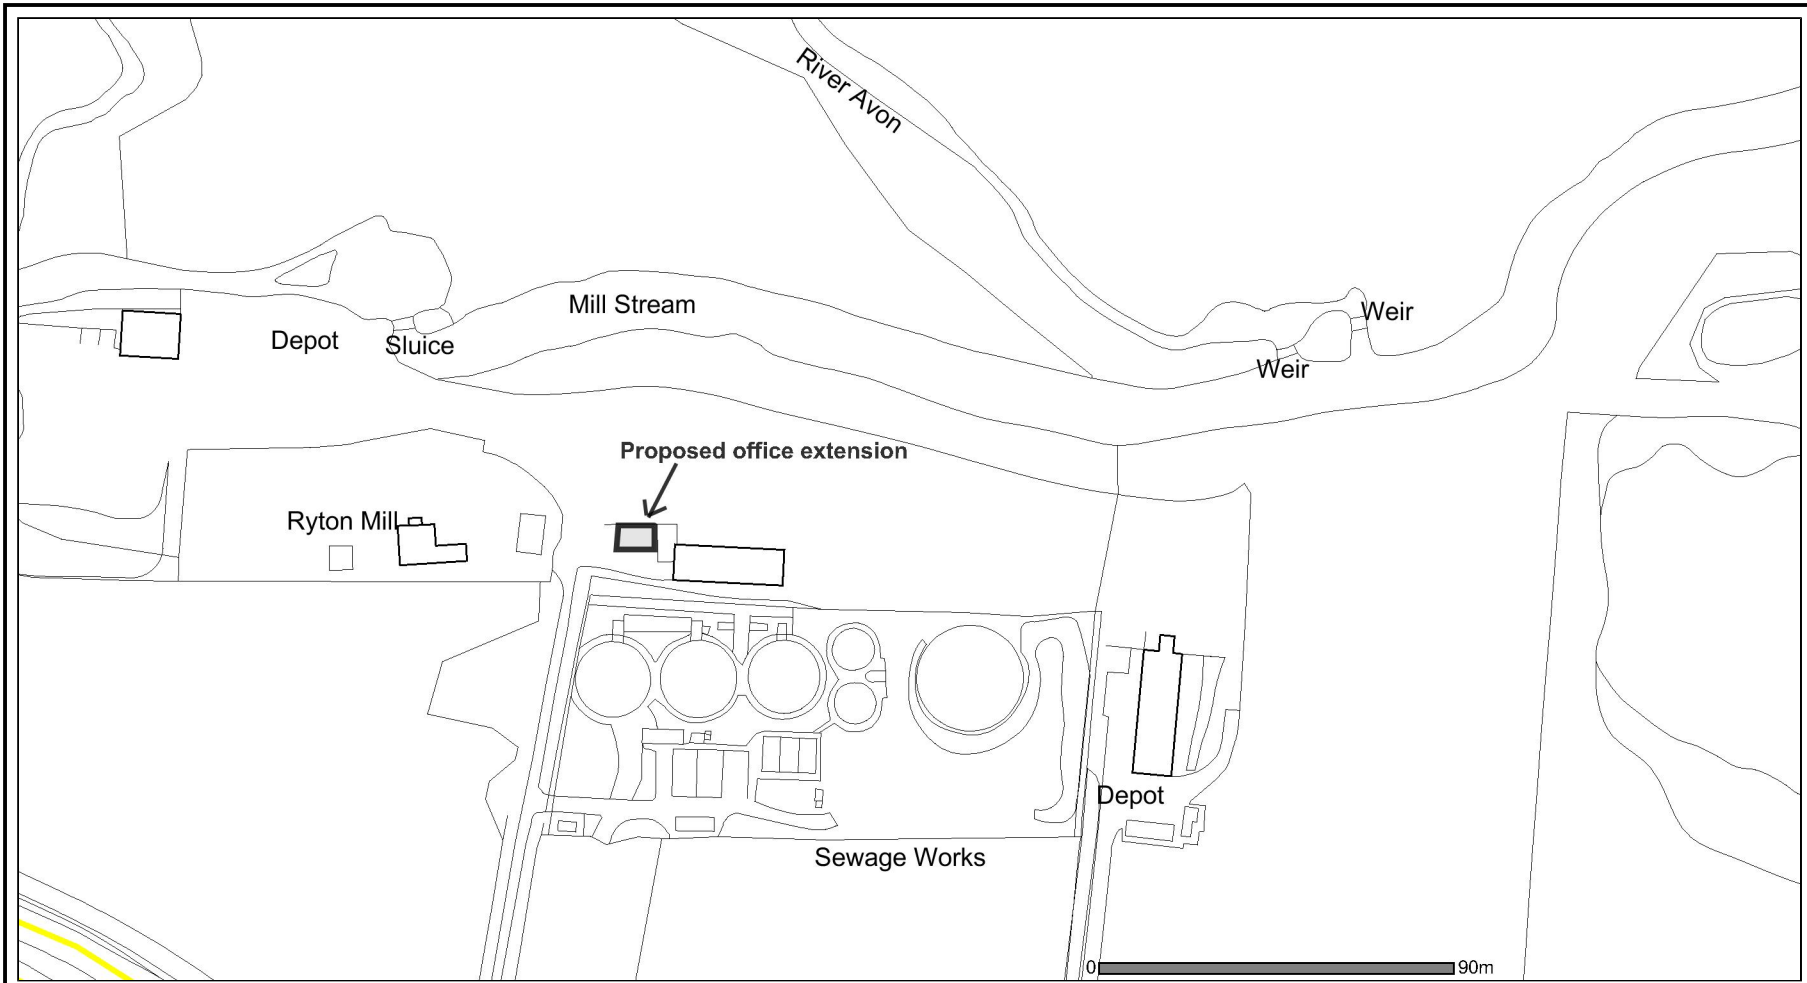 River Avon
Mill Stream
Weir
Depot
Sluice
Weir
Proposed office extension
Ryton Mill
Depot
Sewage Works
0
90m